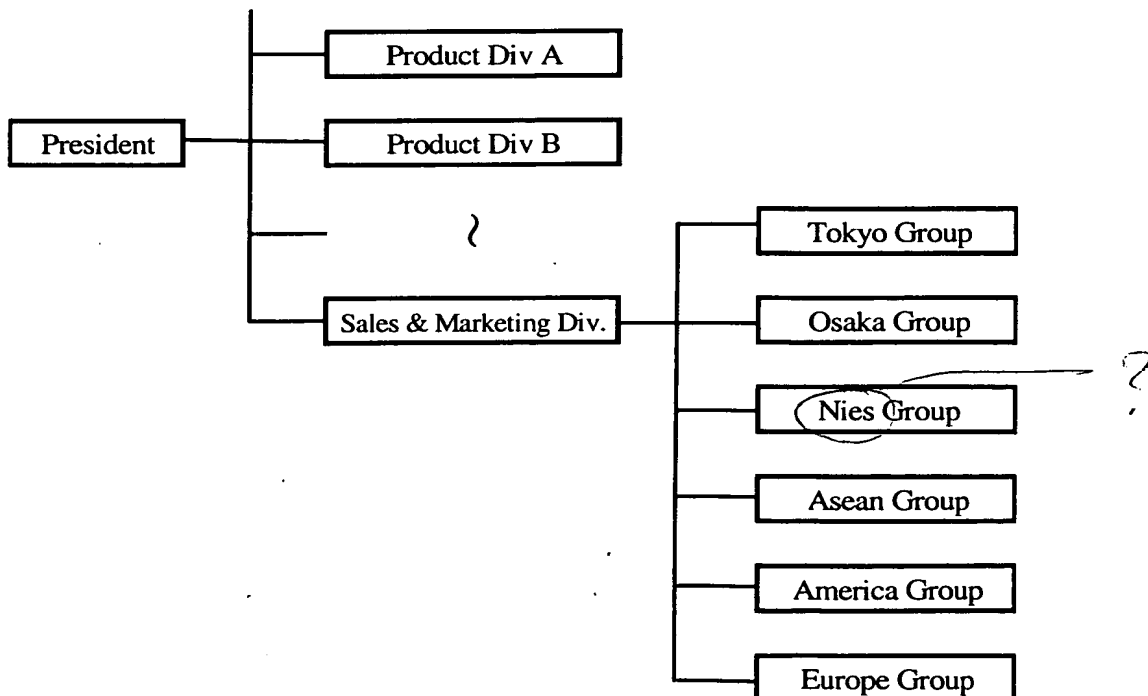 Product Div A
President
Product Div B
~
Sales & Marketing Div.
Tokyo Group
Osaka Group
Nies Group
?
Asean Group
America Group
Europe Group